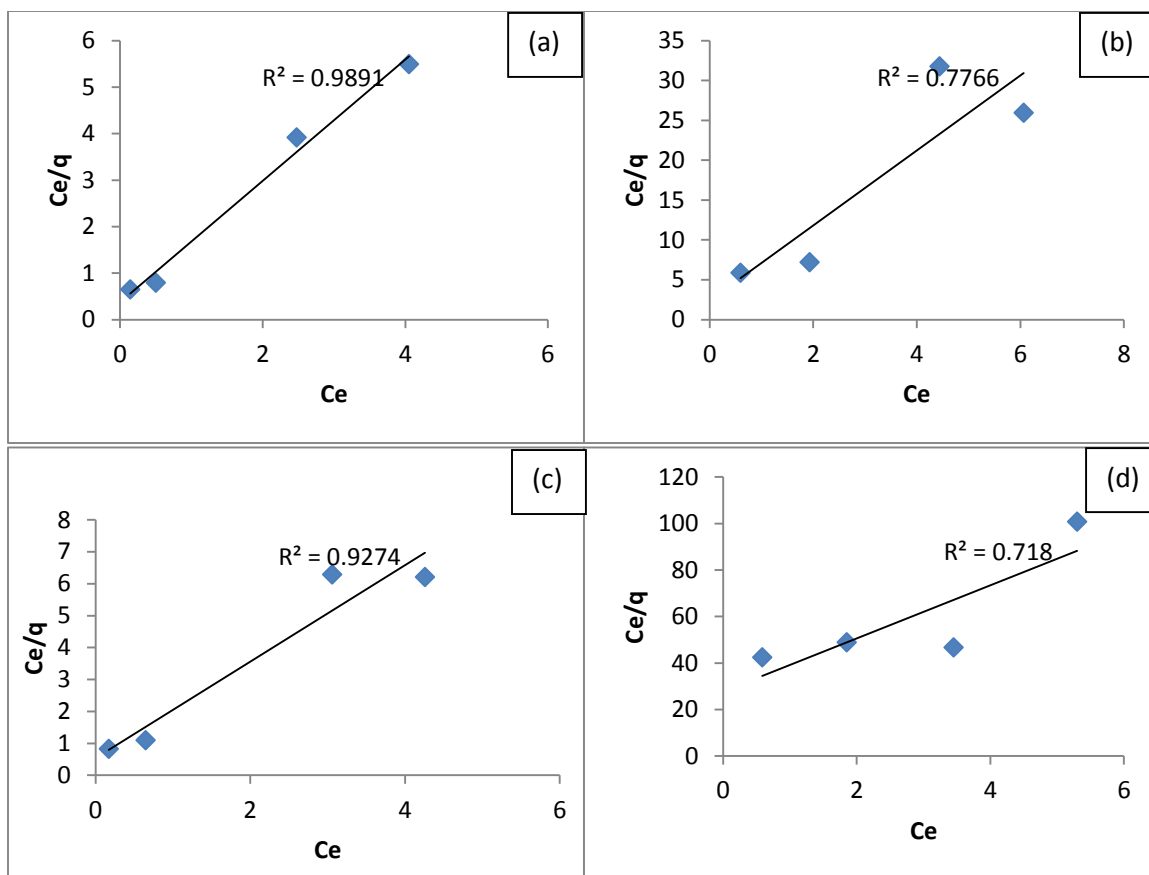 (a)
R² = 0.9891
Ce/q
6
5
4
3
2
1
0
0 2 4 6
Ce
(b)
R² = 0.7766
Ce/q
35
30
25
20
15
10
5
0
0 2 4 6 8
Ce
(c)
R² = 0.9274
Ce/q
8
7
6
5
4
3
2
1
0
0 2 4 6
Ce
(d)
R² = 0.718
Ce/q
120
100
80
60
40
20
0
0 2 4 6
Ce